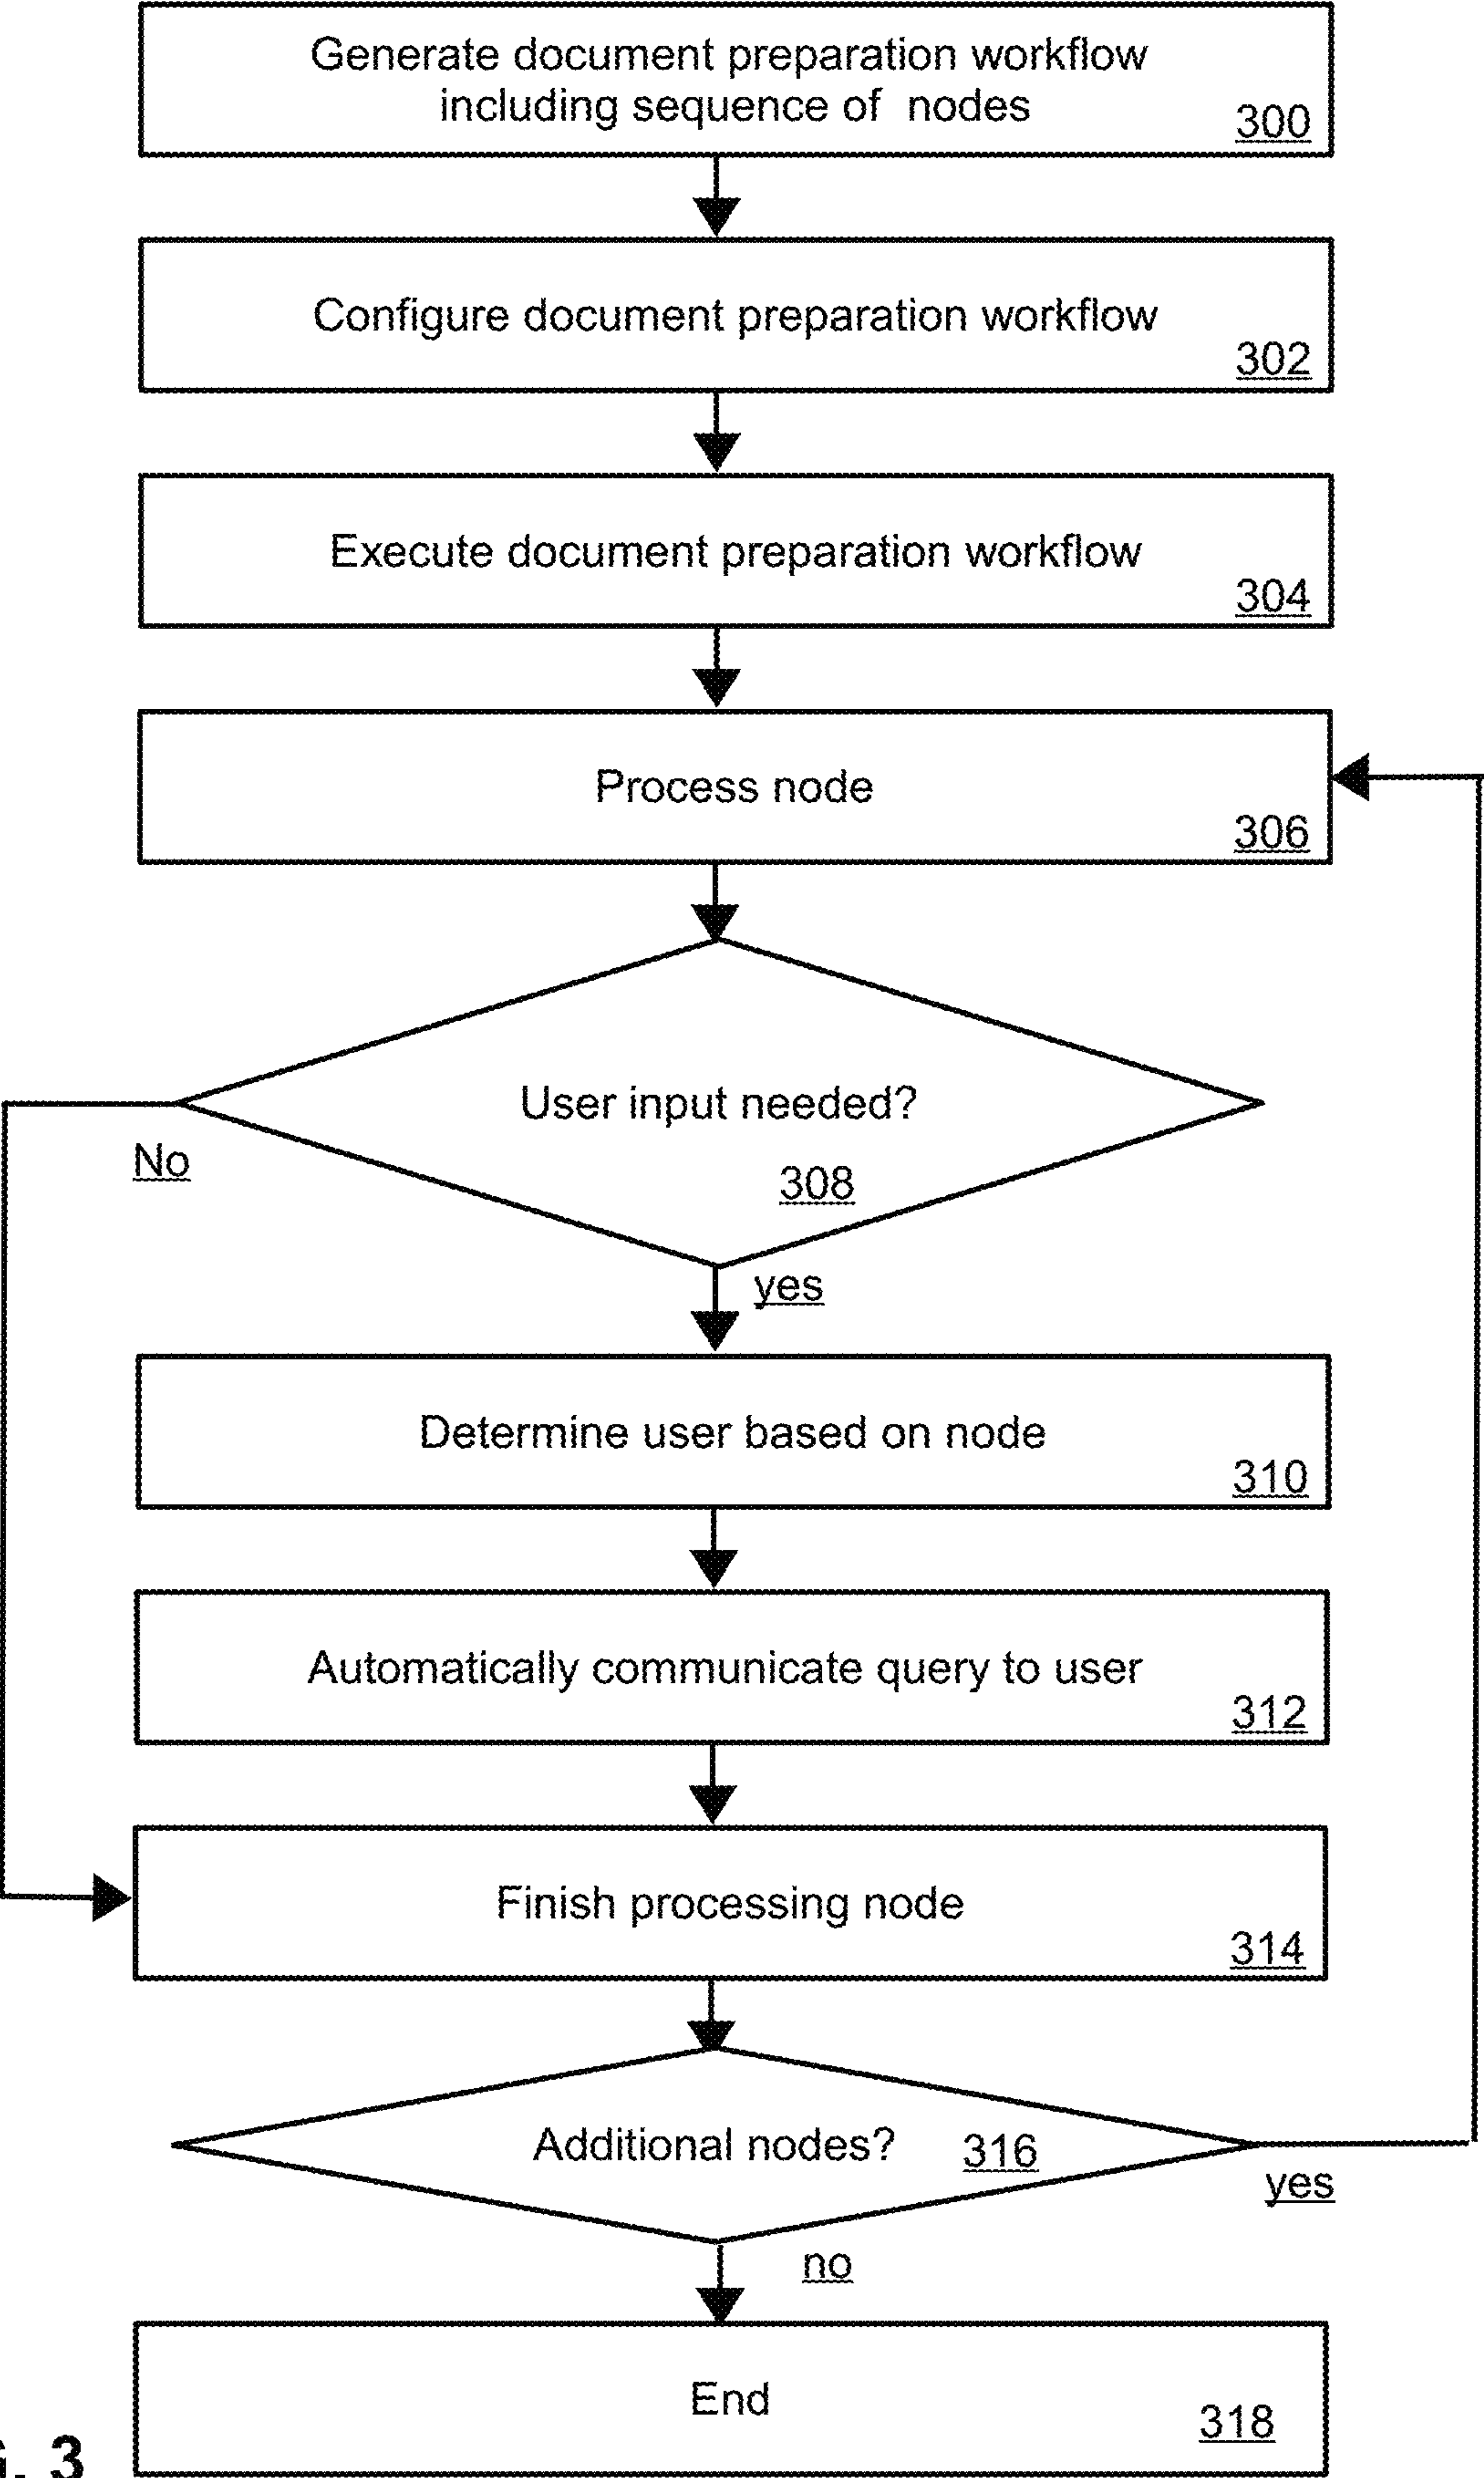 Generate document preparation workflow
including sequence of nodes
300
Configure document preparation workflow
302
Execute document preparation workflow
304
Process node
306
User input needed?
No
308
yes
Determine user based on node
310
Automatically communicate query to user
312
Finish processing node
314
Additional nodes? 316
yes
no
End
318
. 3